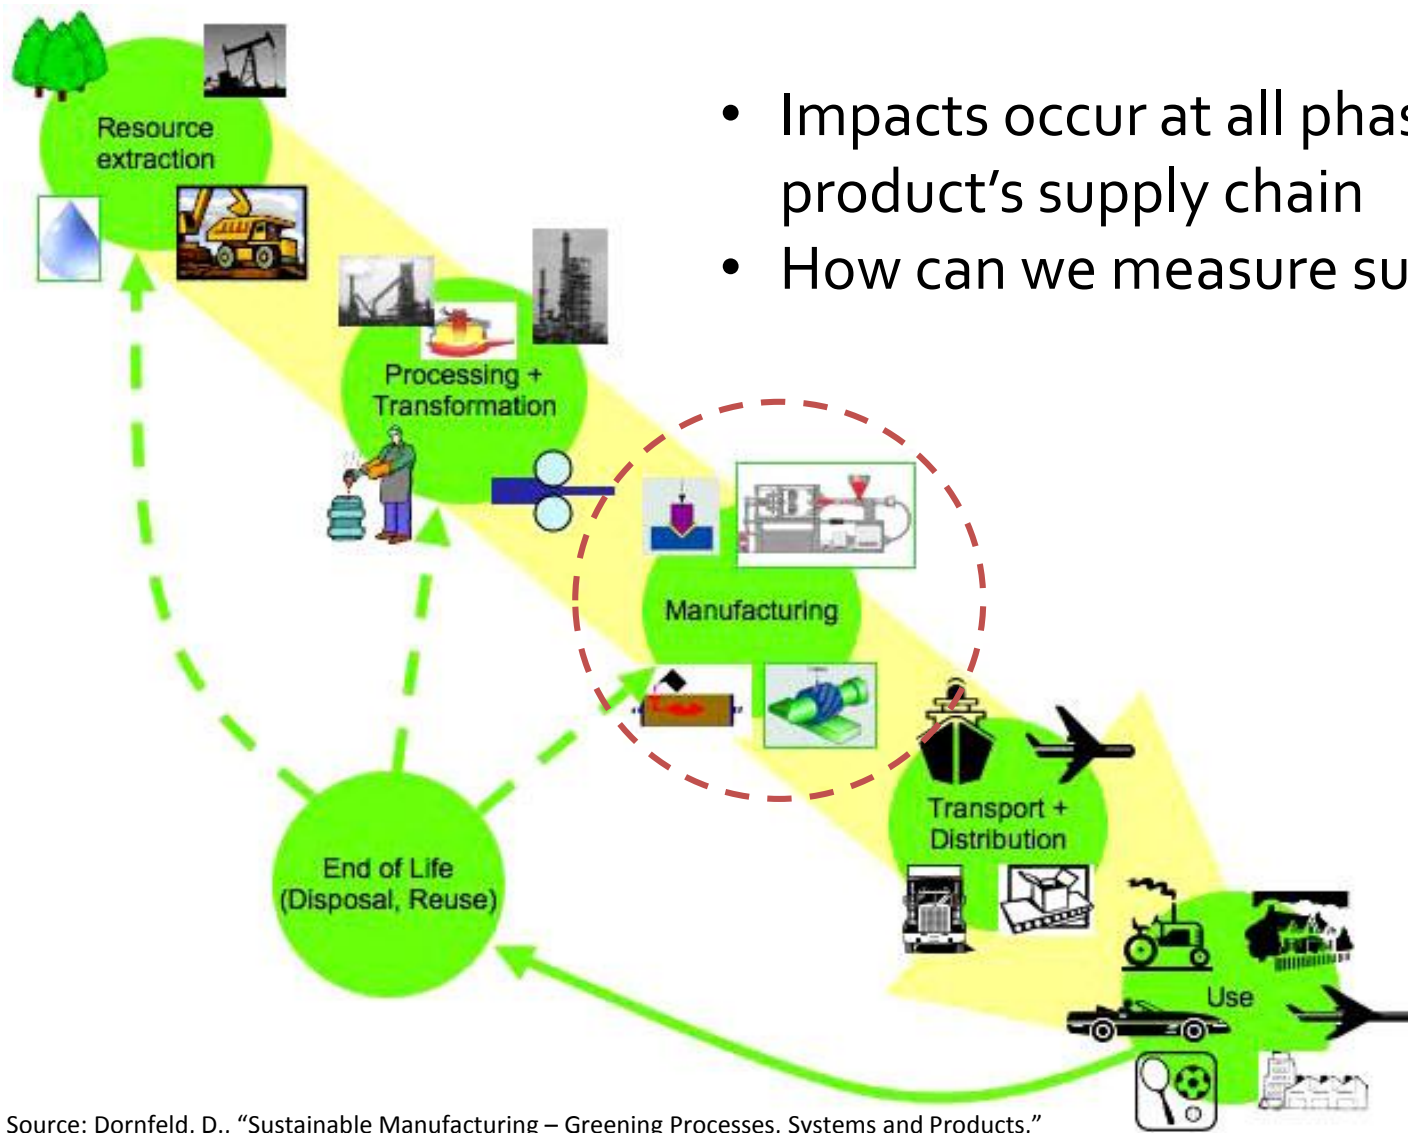 • Impacts occur at all phas
product’s supply chain
• How can we measure su
Resource
extraction
Processing +
Transformation
Manufacturing
Transport +
Distribution
End of Life
(Disposal, Reuse)
Use
Source: Dornfeld, D., “Sustainable Manufacturing – Greening Processes, Systems and Products,”